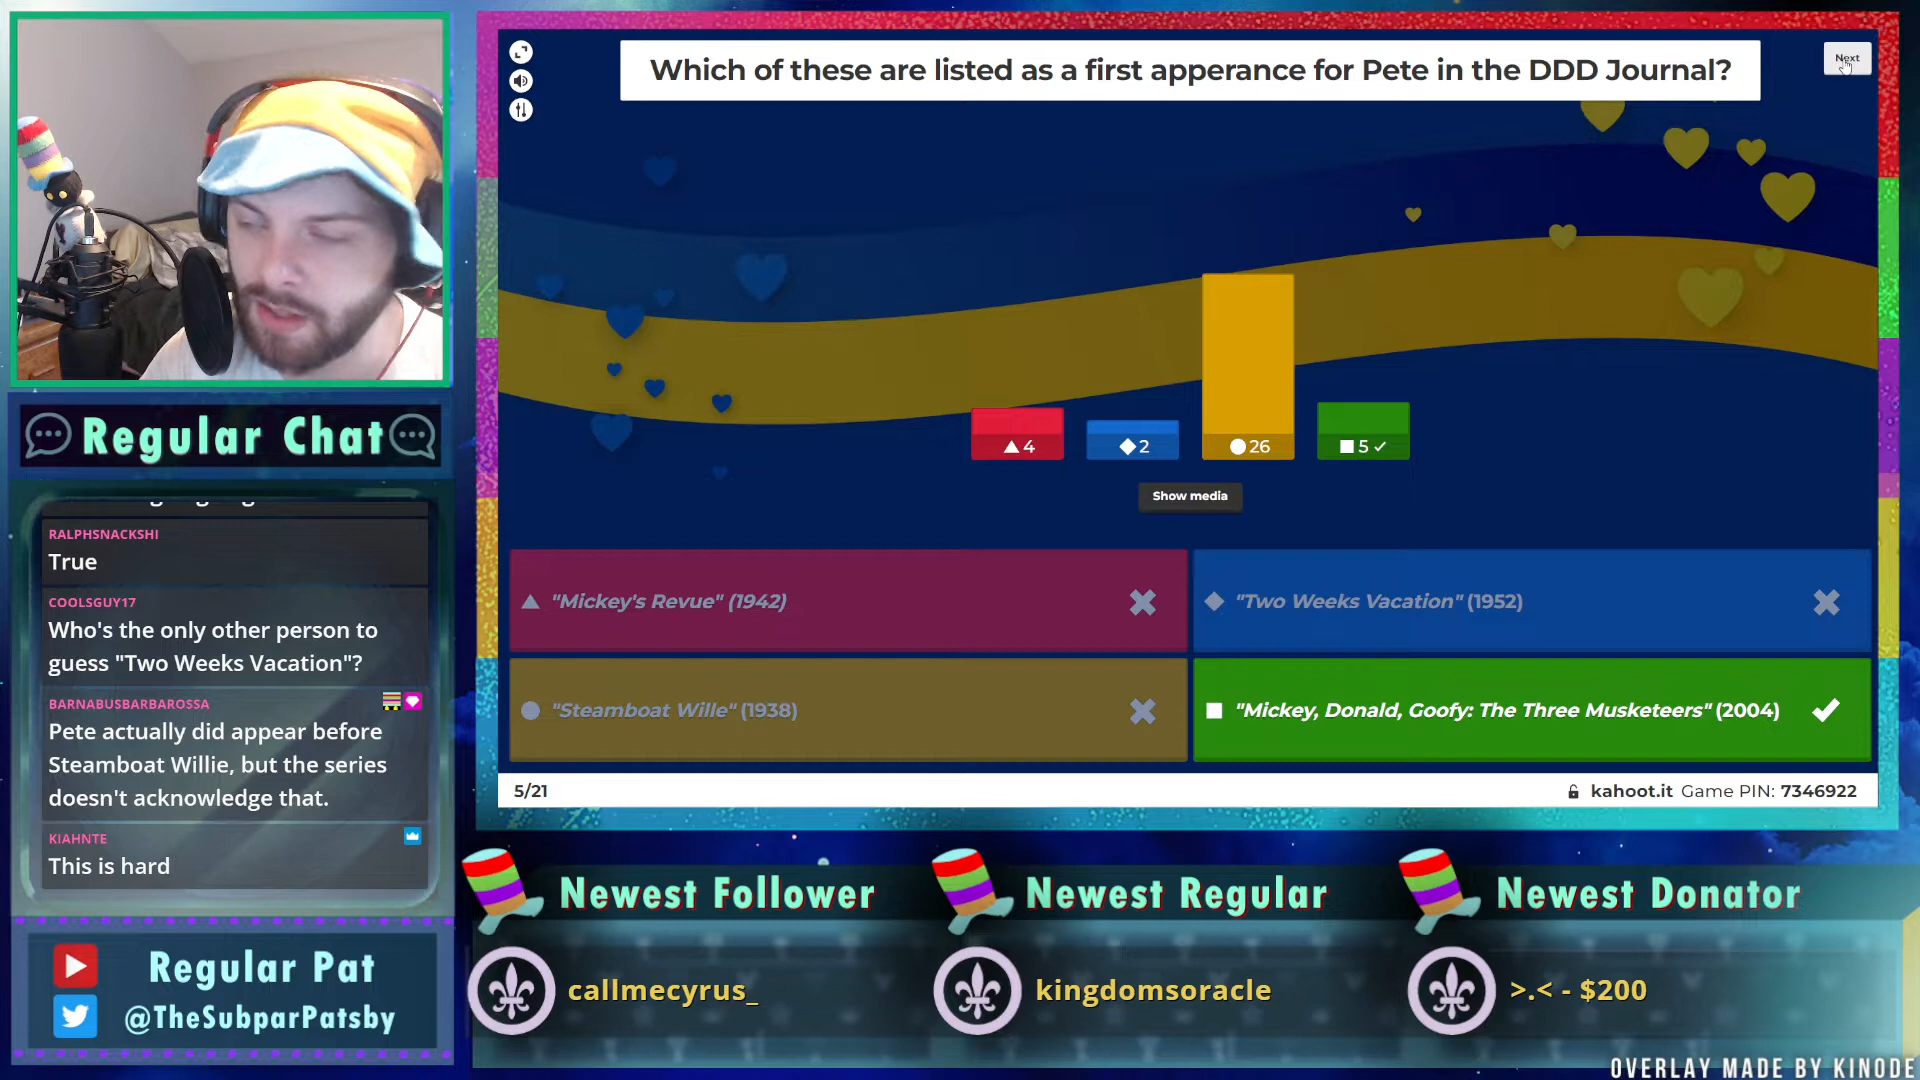 Which of these are listed as a first apperance for Pete in the DDD Journal?
Next
4
2
26
5
Show media
"Mickey's Revue" (1942)
"Two Weeks Vacation" (1952)
"Steamboat Wille" (1938)
"Mickey, Donald, Goofy: The Three Musketeers" (2004)
5/21
kahoot.it Game PIN: 7346922
Regular Chat
RALPHSNACKSHI
True
COOLSGUY17
Who's the only other person to
guess "Two Weeks Vacation"?
BARNABUSBARBAROSSA
Pete actually did appear before
Steamboat Willie, but the series
doesn't acknowledge that.
KIAHNTE
This is hard
Regular Pat
@TheSubparPatsby
Newest Follower
callmecyrus_
Newest Regular
kingdomsoracle
Newest Donator
>.< - $200
OVERLAY MADE BY KINODE